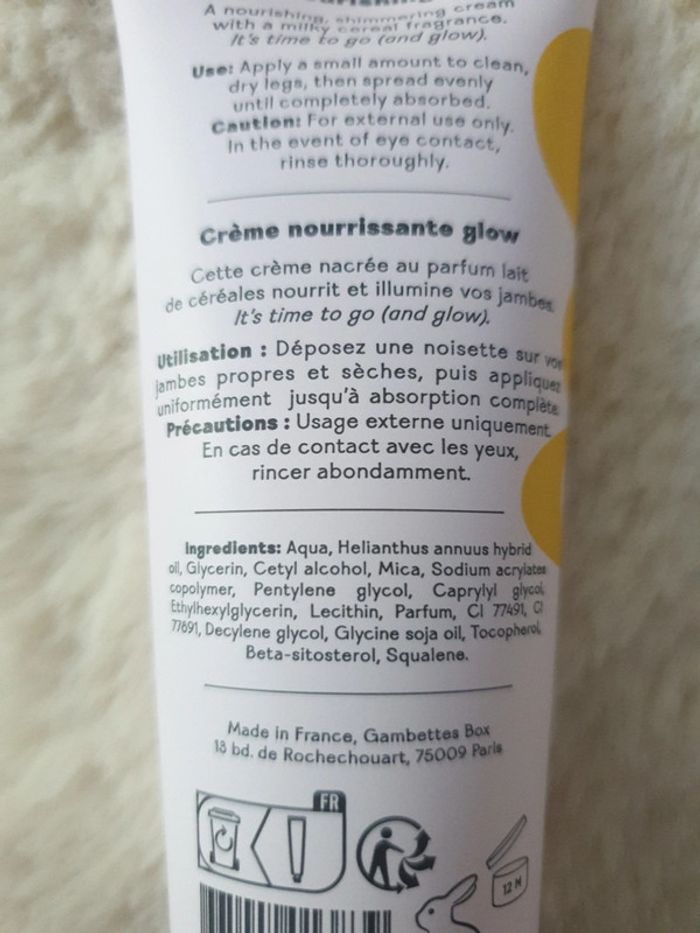 A nourishing, shimmering cream
with a milky cereal fragrance.
It's time to go (and glow).
Use: Apply a small amount to clean,
dry legs, then spread evenly
until completely absorbed.
Caution: For external use only.
In the event of eye contact,
rinse thoroughly.
Crème nourrissante glow
Cette crème nacrée au parfum lait
de céréales nourrit et illumine vos jambes.
It's time to go (and glow).
Utilisation : Déposez une noisette sur vos
jambes propres et sèches, puis appliquez
uniformément jusqu'à absorption complète.
Précautions : Usage externe uniquement.
En cas de contact avec les yeux,
rincer abondamment.
Ingredients: Aqua, Helianthus annuus hybrid
oil, Glycerin, Cetyl alcohol, Mica, Sodium acrylates
copolymer, Pentylene glycol, Caprylyl glycol,
Ethylhexylglycerin, Lecithin, Parfum, CI 77491, CI
77891, Decylene glycol, Glycine soja oil, Tocopherol,
Beta-sitosterol, Squalene.
Made in France, Gambettes Box
18 bd. de Rochechouart, 75009 Paris
FR
12 M